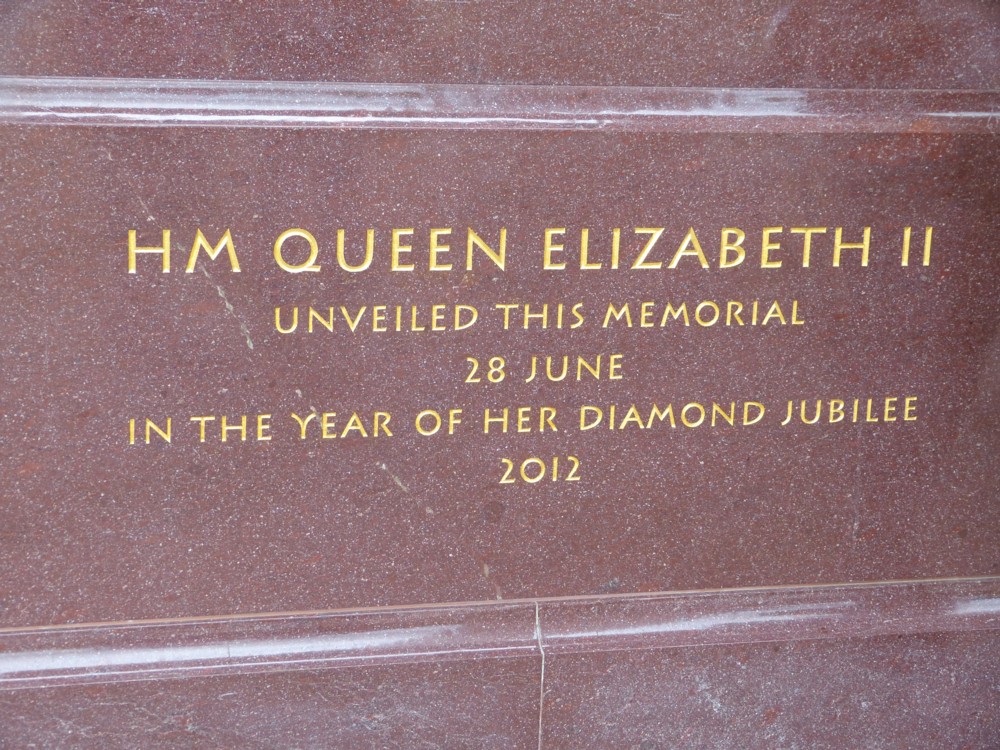 HM QUEEN ELIZABETH II
UNVEILED THIS MEMORIAL
28 JUNE
IN THE YEAR OF HER DIAMOND JUBILEE
2012